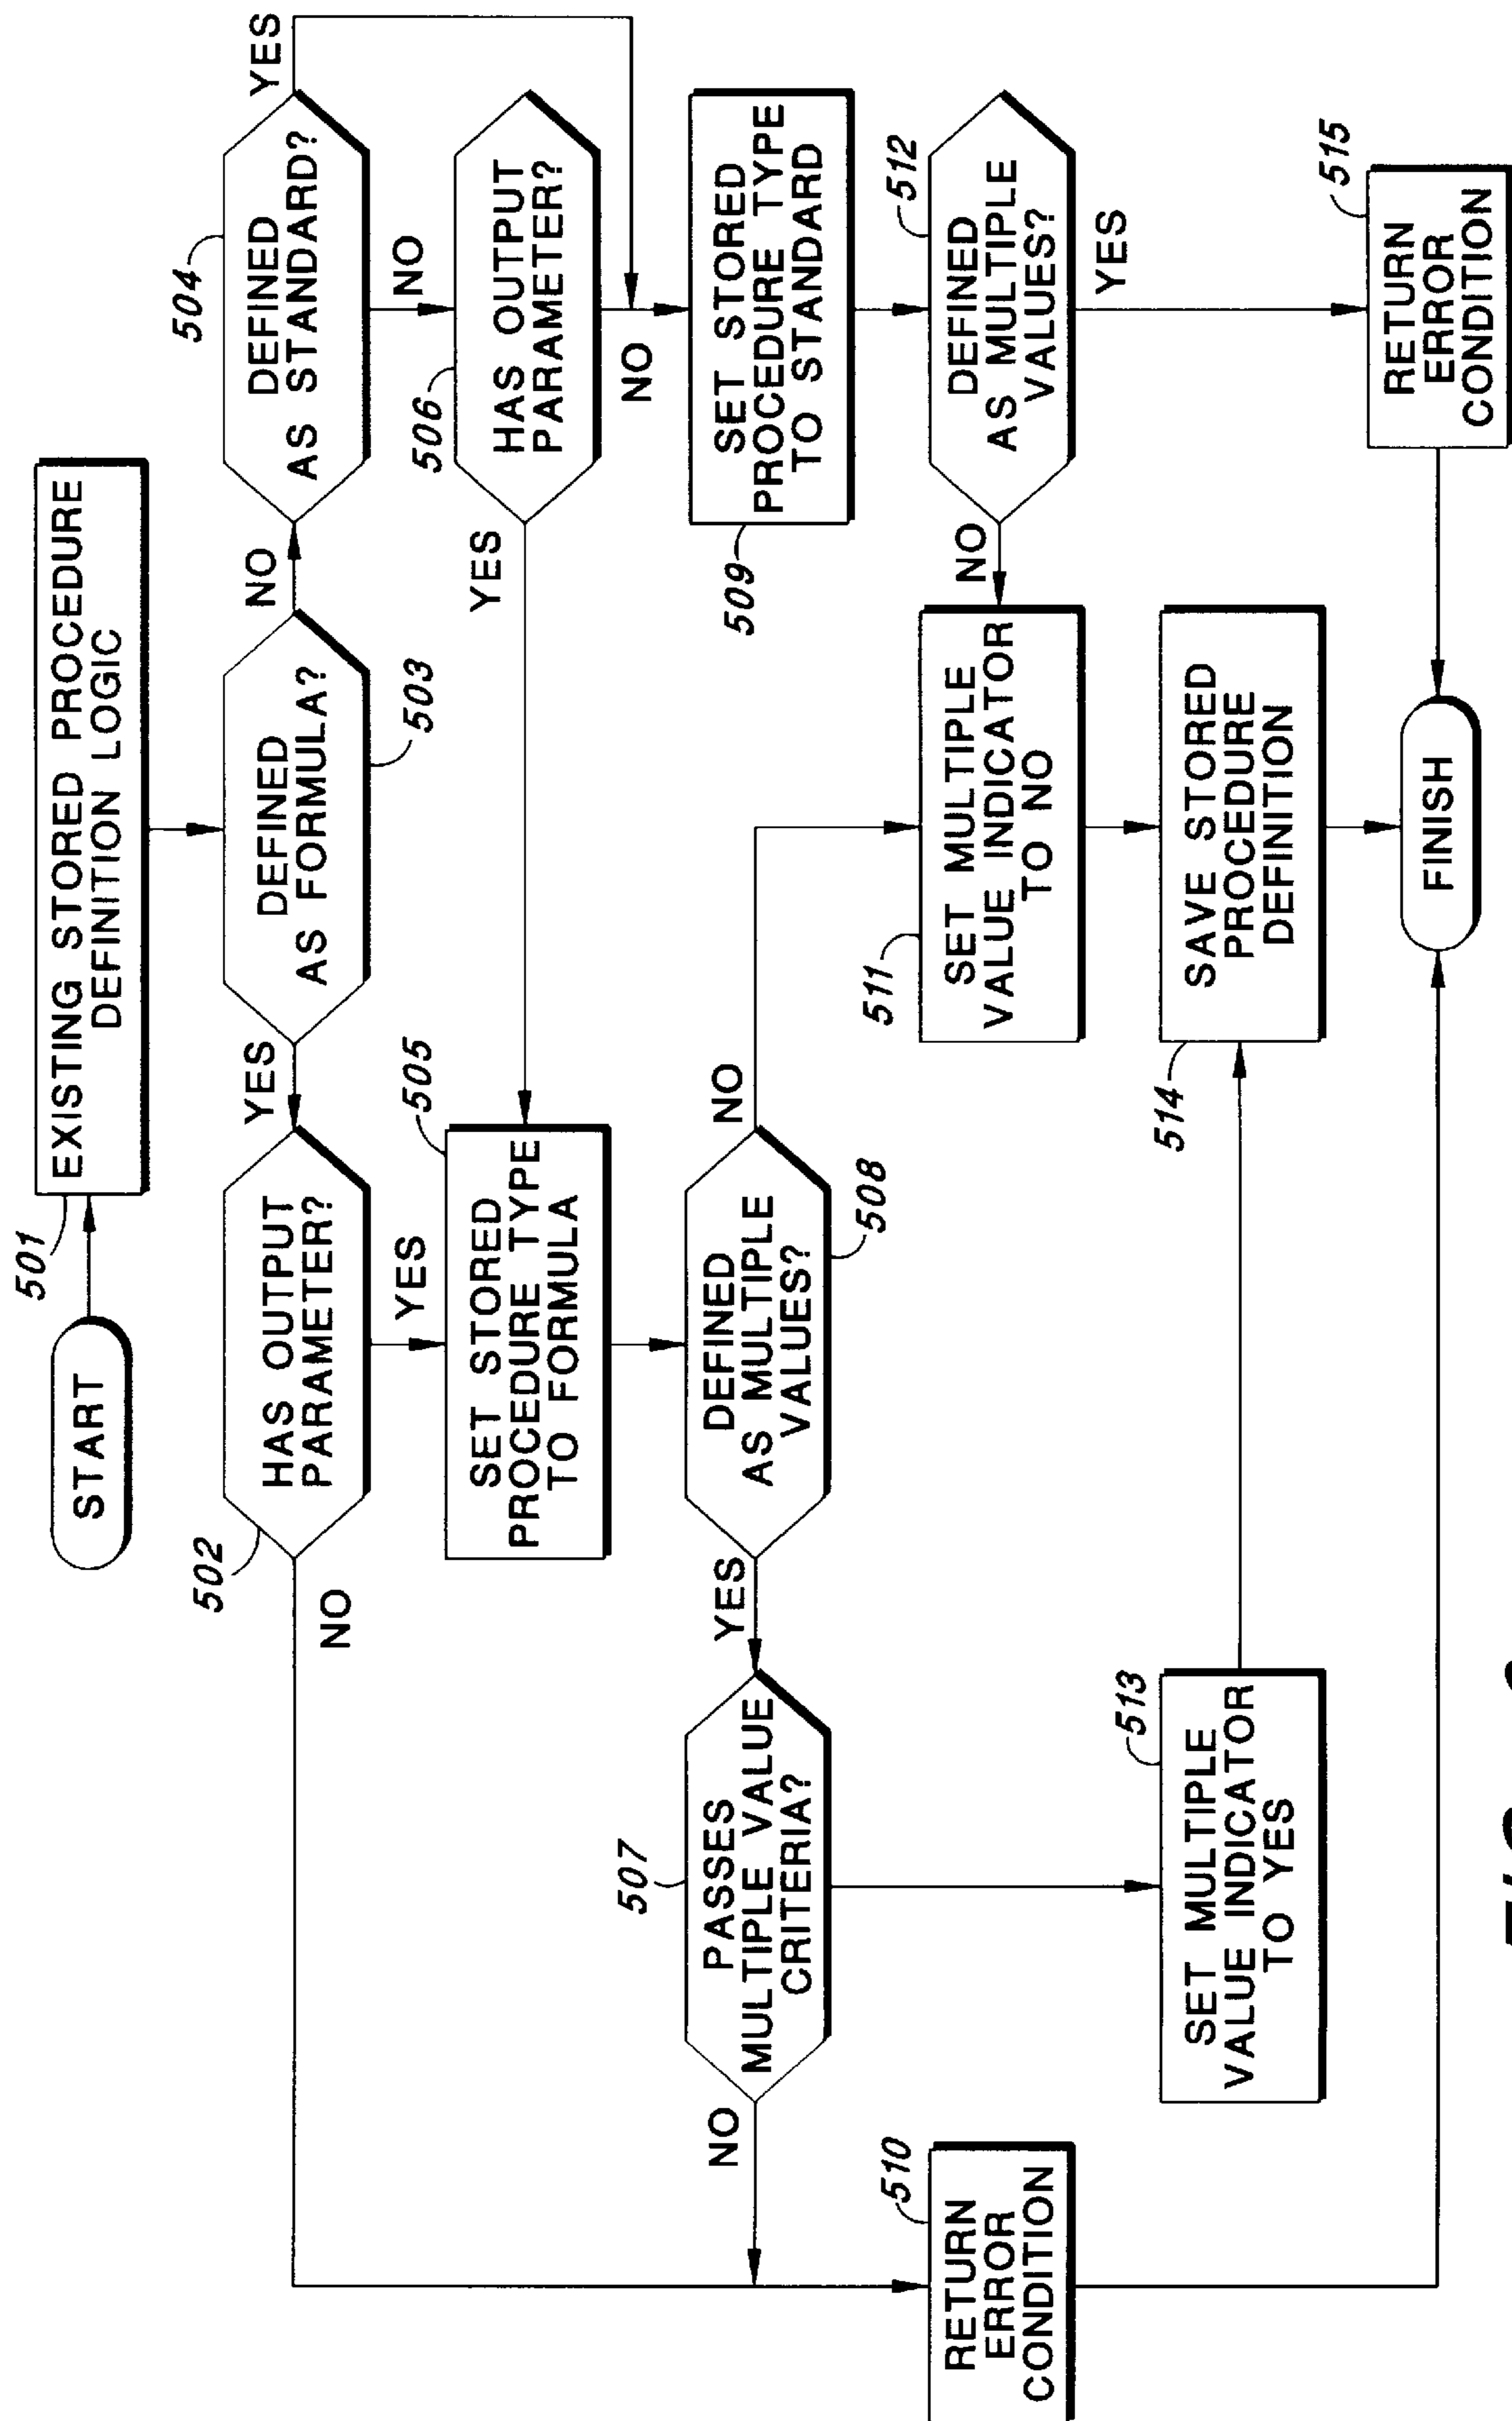 START
501
EXISTING STORED PROCEDURE
DEFINITION LOGIC
502
HAS OUTPUT
PARAMETER?
NO
YES
YES
DEFINED
AS FORMULA?
503
NO
504
DEFINED
AS STANDARD?
YES
NO
505
SET STORED
PROCEDURE TYPE
TO FORMULA
YES
506
HAS OUTPUT
PARAMETER?
NO
507
PASSES
MULTIPLE VALUE
CRITERIA?
NO
YES
DEFINED
AS MULTIPLE
VALUES?
508
NO
509
SET STORED
PROCEDURE TYPE
TO STANDARD
510
RETURN
ERROR
CONDITION
511
SET MULTIPLE
VALUE INDICATOR
TO NO
NO
512
DEFINED
AS MULTIPLE
VALUES?
YES
513
SET MULTIPLE
VALUE INDICATOR
TO YES
514
SAVE STORED
PROCEDURE
DEFINITION
515
RETURN
ERROR
CONDITION
FINISH